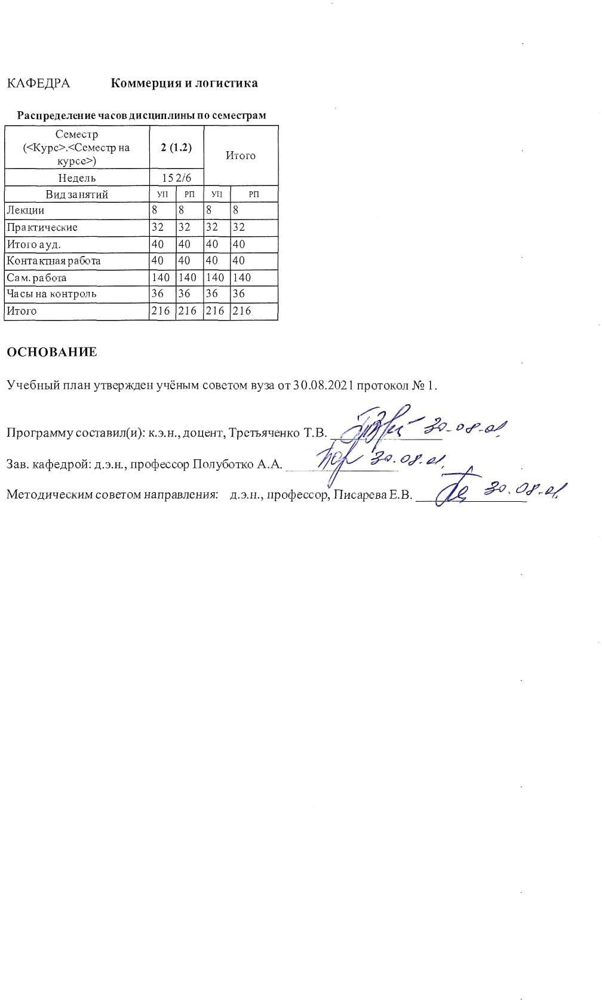 КАФЕДРА Коммерция и логистика
Распределение часов дисциплины по семестрам
Семестр
(<Курс>.<Семестр на
курсе>)
2 (1.2)
Итого
Недель 15 2/6
Вид занятий УП РП УП РП
Лекции 8 8 8 8
Практические 32 32 32 32
Итого ауд. 40 40 40 40
Контактная работа 40 40 40 40
Сам. работа 140 140 140 140
Часы на контроль 36 36 36 36
Итого 216 216 216 216
ОСНОВАНИЕ
Учебный план утвержден учёным советом вуза от 30.08.2021 протокол № 1.
Программу составил(и): к.э.н., доцент, Третьяченко Т.В. 30.08.21
Зав. кафедрой: д.э.н., профессор Полуботко А.А. 30.08.21
Методическим советом направления: д.э.н., профессор, Писарева Е.В. 30.08.21